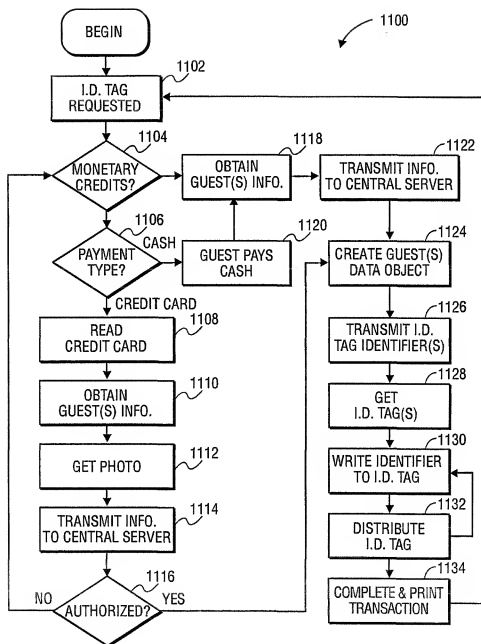 1100
BEGIN
1102
I.D. TAG
REQUESTED
1104
MONETARY
CREDITS?
1106
PAYMENT
TYPE?
CASH
CREDIT CARD
1108
READ
CREDIT CARD
1110
OBTAIN
GUEST(S) INFO.
1112
GET PHOTO
1114
TRANSMIT INFO.
TO CENTRAL SERVER
1116
AUTHORIZED?
NO
YES
1118
OBTAIN
GUEST(S) INFO.
1120
GUEST PAYS
CASH
1122
TRANSMIT INFO.
TO CENTRAL SERVER
1124
CREATE GUEST(S)
DATA OBJECT
1126
TRANSMIT I.D.
TAG IDENTIFIER(S)
1128
GET
I.D. TAG(S)
1130
WRITE IDENTIFIER
TO I.D. TAG
1132
DISTRIBUTE
I.D. TAG
1134
COMPLETE & PRINT
TRANSACTION